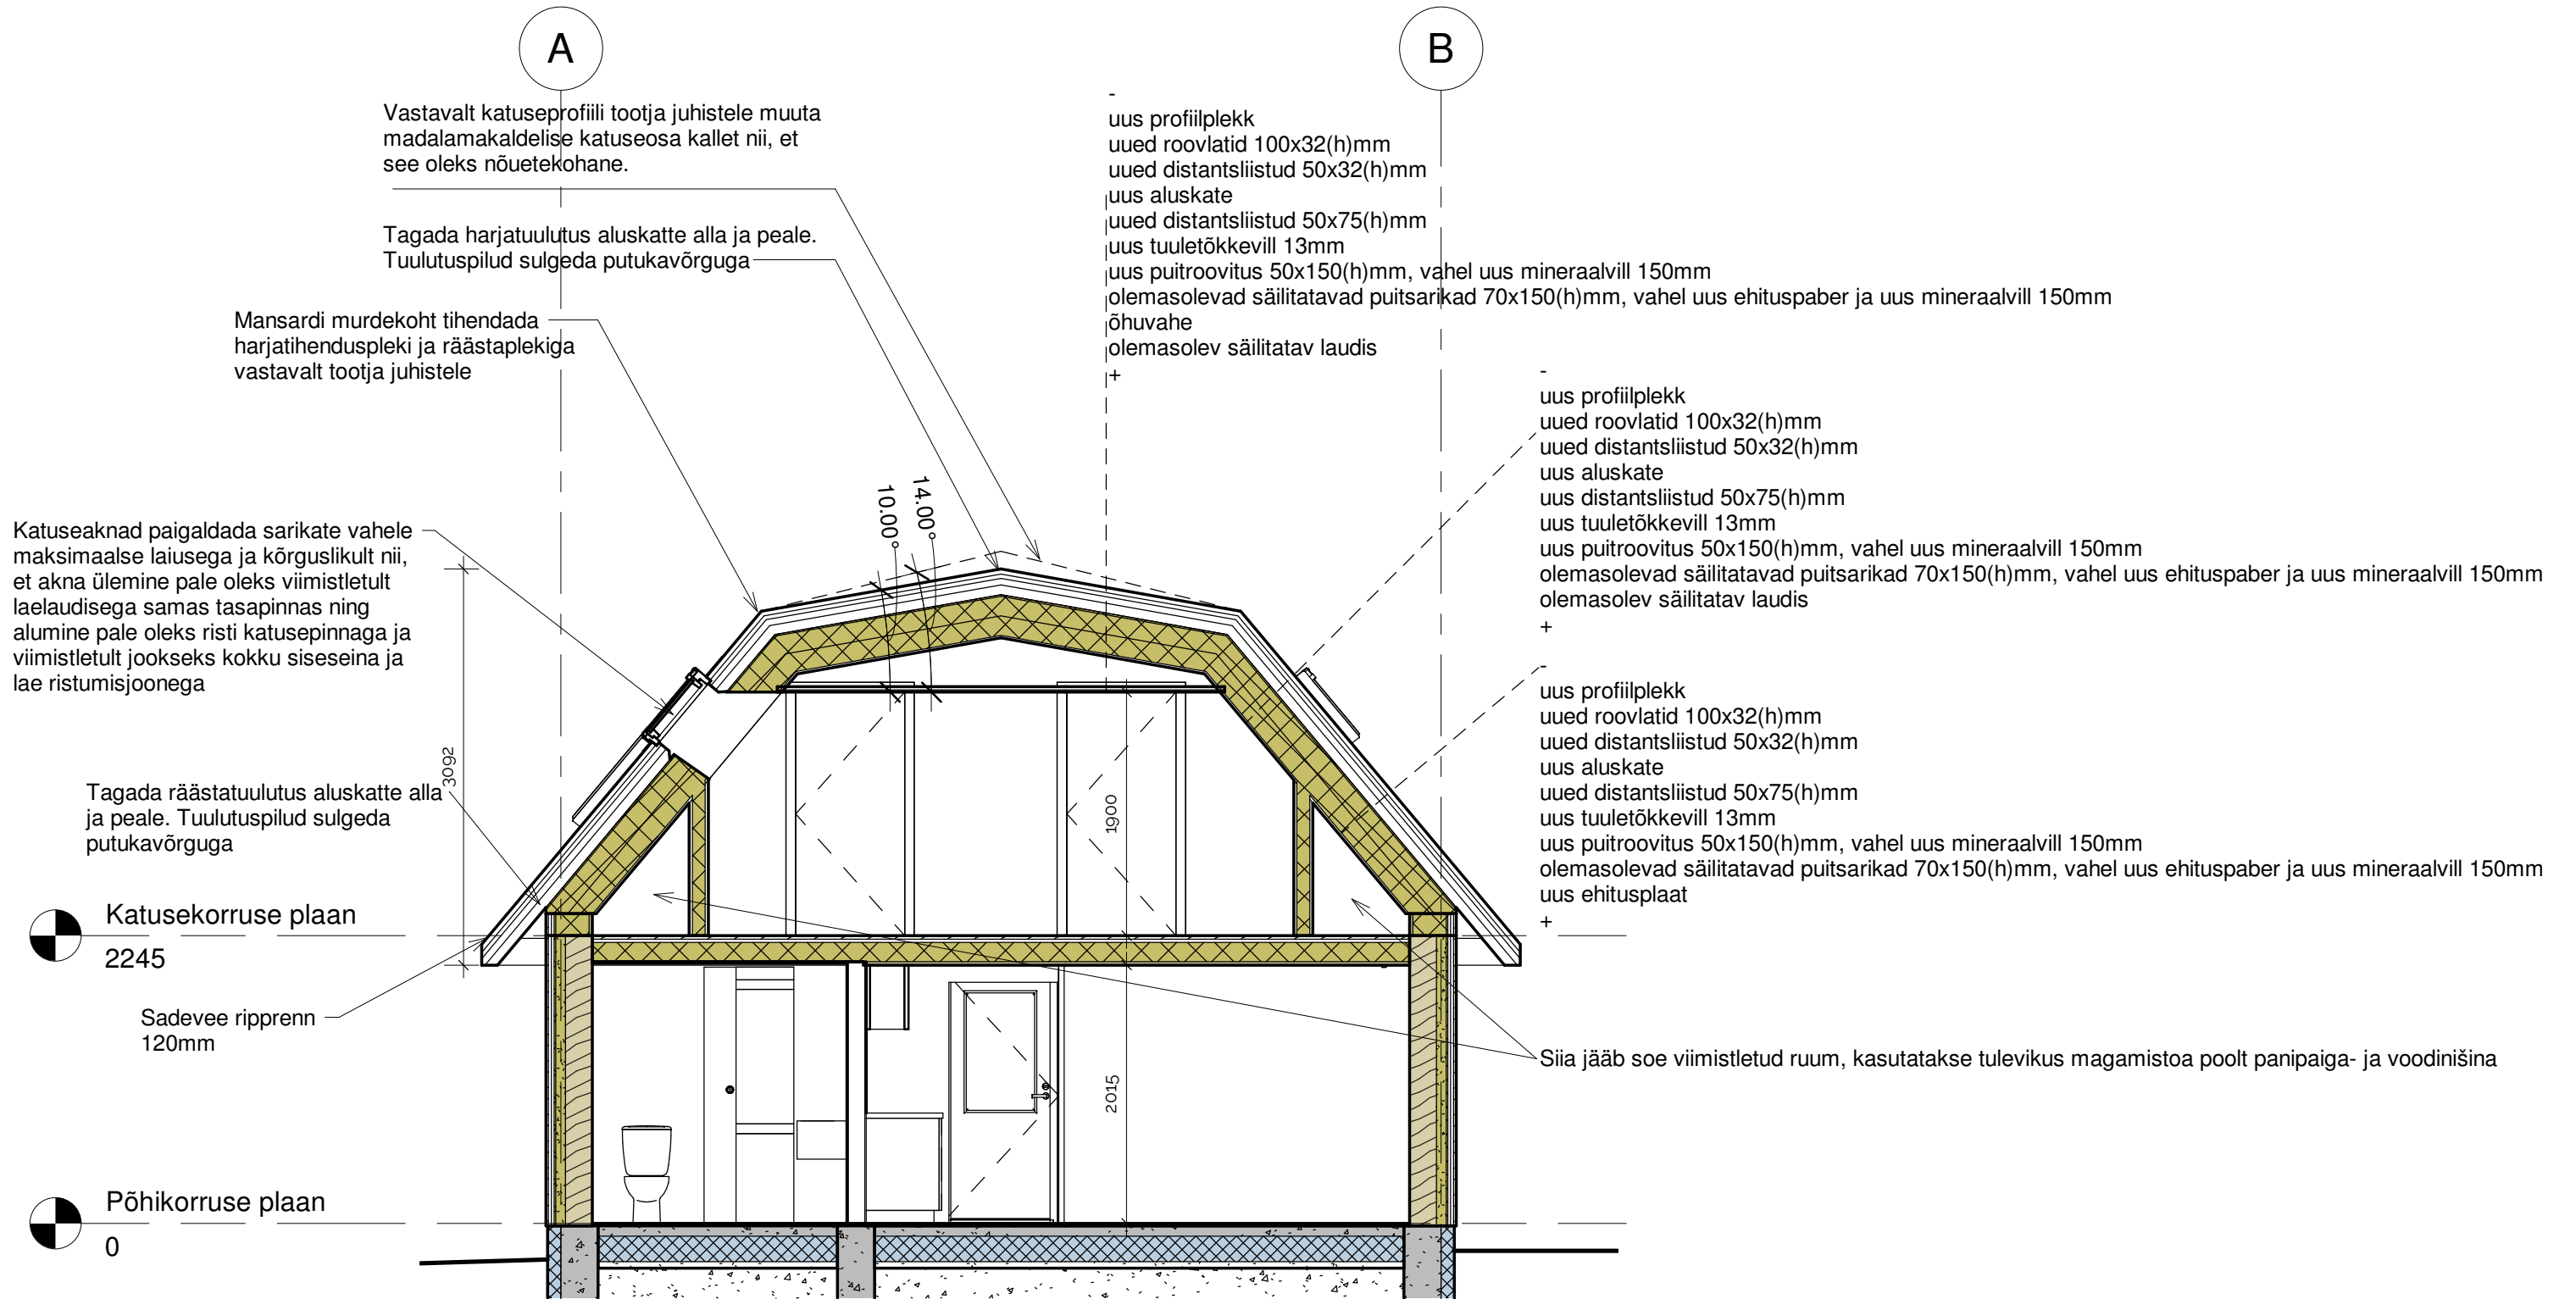 A
B
Vastavalt katuseprofiili tootja juhistele muuta
madalamakaldelise katuseosa kallet nii, et
see oleks nõuetekohane.
Tagada harjatuulutus aluskatte alla ja peale.
Tuulutuspilud sulgeda putukavõrguga
Mansardi murdekoht tihendada
harjatihenduspleki ja räästaplekiga
vastavalt tootja juhistele
-
uus profiilplekk
uued roovlatid 100x32(h)mm
uued distantsliistud 50x32(h)mm
uus aluskate
uued distantsliistud 50x75(h)mm
uus tuuletõkkevill 13mm
uus puitroovitus 50x150(h)mm, vahel uus mineraalvill 150mm
olemasolevad säilitatavad puitsarikad 70x150(h)mm, vahel uus ehituspaber ja uus mineraalvill 150mm
õhuvahe
olemasolev säilitatav laudis
+
-
uus profiilplekk
uued roovlatid 100x32(h)mm
uued distantsliistud 50x32(h)mm
uus aluskate
uus distantsliistud 50x75(h)mm
uus tuuletõkkevill 13mm
uus puitroovitus 50x150(h)mm, vahel uus mineraalvill 150mm
olemasolevad säilitatavad puitsarikad 70x150(h)mm, vahel uus ehituspaber ja uus mineraalvill 150mm
olemasolev säilitatav laudis
+
10.00°
14.00°
Katuseaknad paigaldada sarikate vahele
maksimaalse laiusega ja kõrguslikult nii,
et akna ülemine pale oleks viimistletult
laelaudisega samas tasapinnas ning
alumine pale oleks risti katusepinnaga ja
viimistletult jookseks kokku siseseina ja
lae ristumisjoonega
-
uus profiilplekk
uued roovlatid 100x32(h)mm
uued distantsliistud 50x32(h)mm
uus aluskate
uued distantsliistud 50x75(h)mm
uus tuuletõkkevill 13mm
uus puitroovitus 50x150(h)mm, vahel uus mineraalvill 150mm
olemasolevad säilitatavad puitsarikad 70x150(h)mm, vahel uus ehituspaber ja uus mineraalvill 150mm
uus ehitusplaat
+
3092
1900
Tagada räästatuulutus aluskatte alla
ja peale. Tuulutuspilud sulgeda
putukavõrguga
Katusekorruse plaan
2245
Sadevee ripprenn
120mm
Siia jääb soe viimistletud ruum, kasutatakse tulevikus magamistoa poolt panipaiga- ja voodinišina
2015
Põhikorruse plaan
0